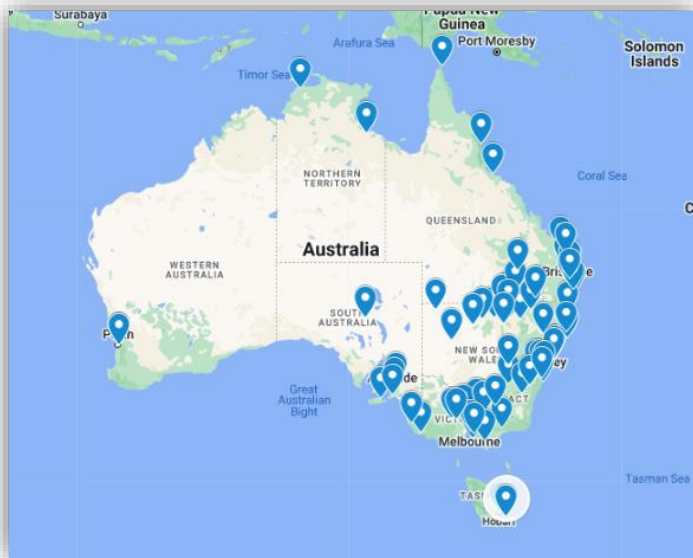 Surabaya
Papua New
Guinea
Arafura Sea
Port Moresby
Solomon
Islands
Timor Sea
NORTHERN
TERRITORY
Coral Sea
QUEENSLAND
WESTERN
AUSTRALIA
Australia
SOUTH
AUSTRALIA
NEW SOUTH
WALES
Great
Australian
Bight
ACT
VICTORIA
Melbourne
Tasman Sea
Hobart